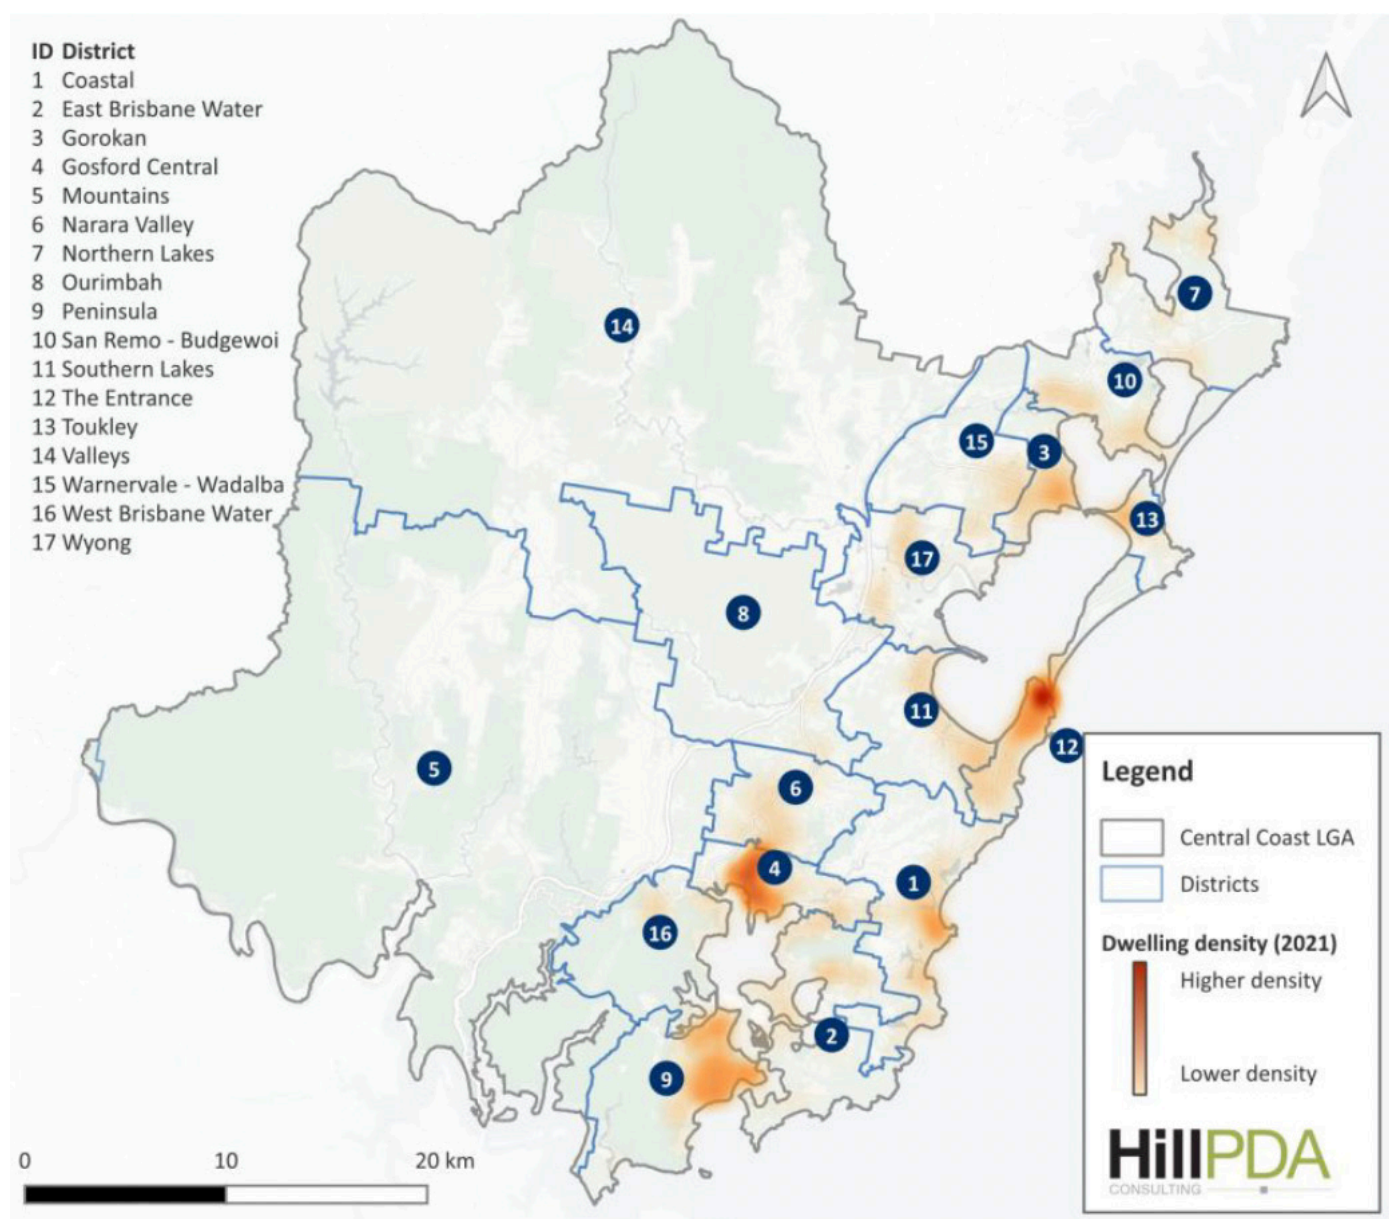 ID District
1 Coastal
2 East Brisbane Water
3 Gorokan
4 Gosford Central
5 Mountains
6 Narara Valley
7 Northern Lakes
8 Ourimbah
9 Peninsula
10 San Remo - Budgewoi
11 Southern Lakes
12 The Entrance
13 Toukley
14 Valleys
15 Warnervale - Wadalba
16 West Brisbane Water
17 Wyong
7
14
10
15
3
13
17
8
11
12
5
6
4
1
16
2
9
Legend
Central Coast LGA
Districts
Dwelling density (2021)
Higher density
Lower density
HillPDA
CONSULTING
0 10 20 km